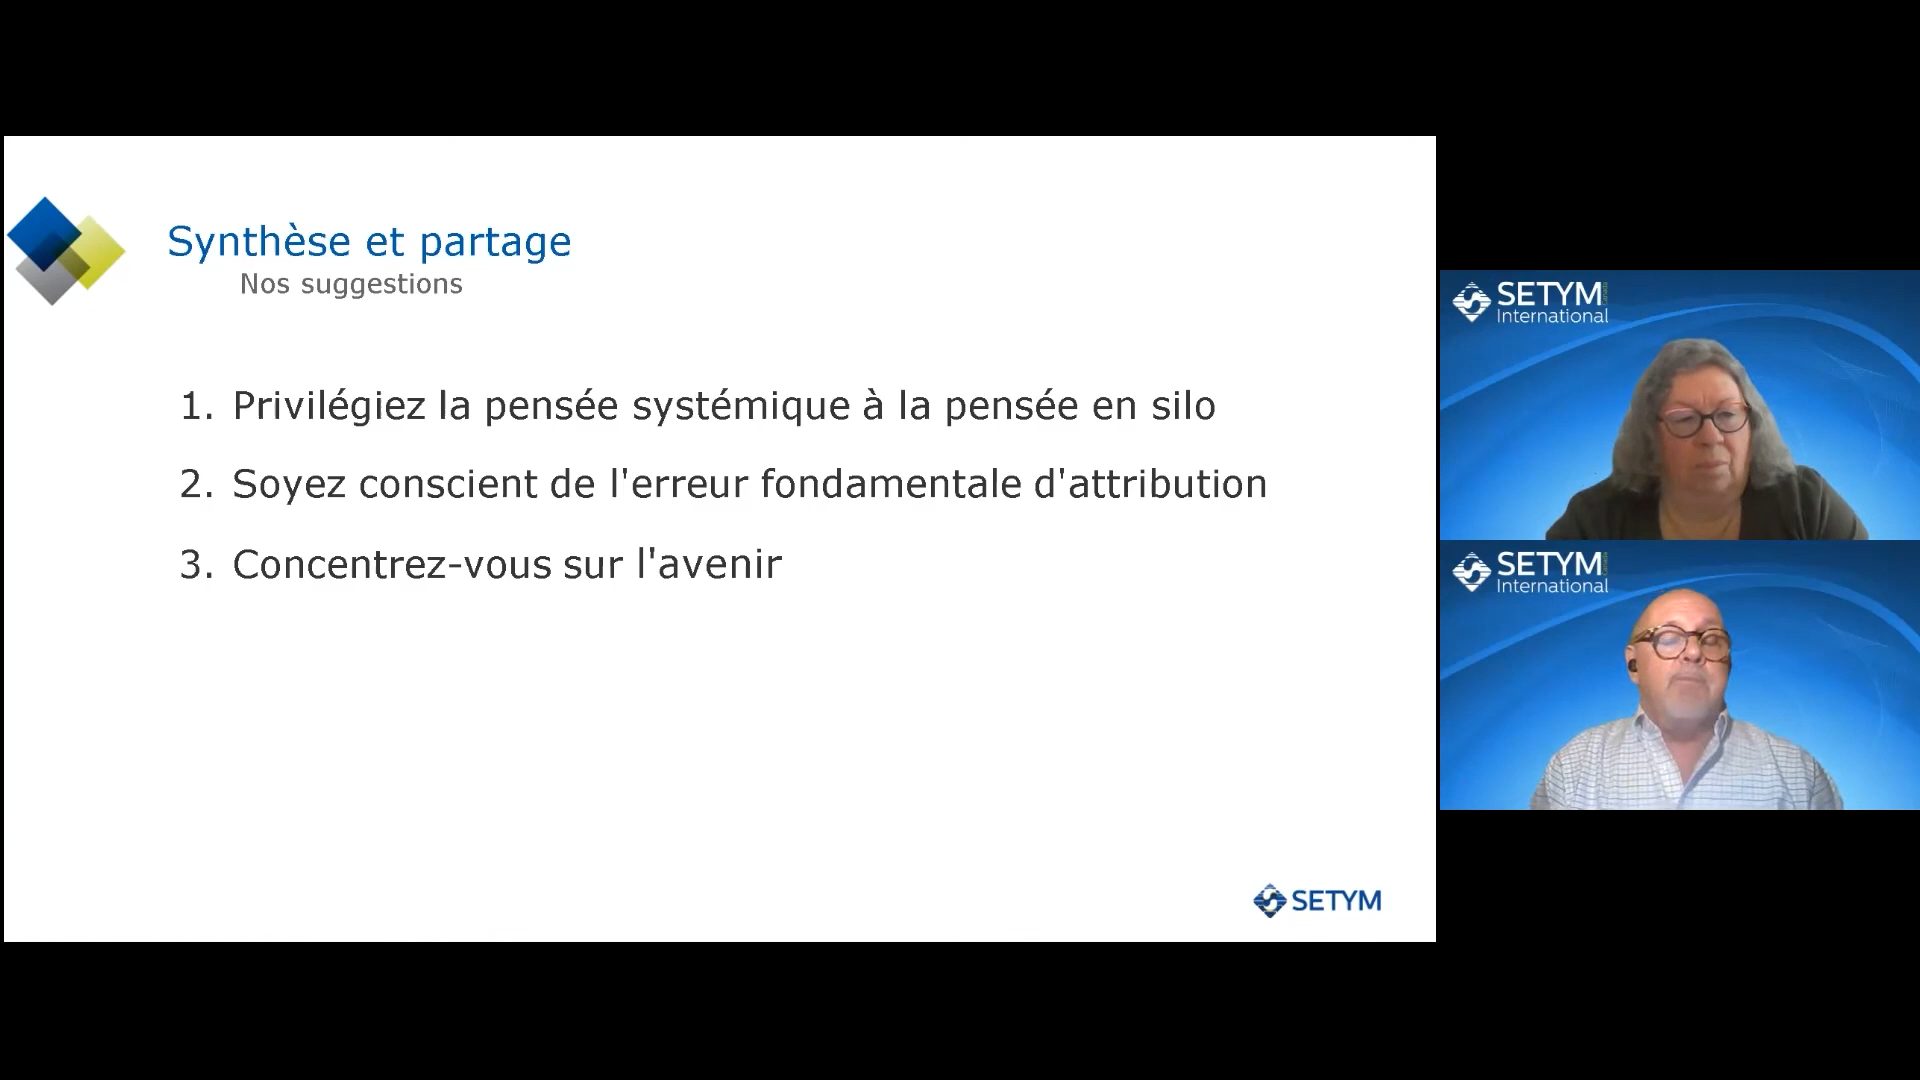 Synthèse et partage
Nos suggestions
1. Privilégiez la pensée systémique à la pensée en silo
2. Soyez conscient de l'erreur fondamentale d'attribution
3. Concentrez-vous sur l'avenir
SETYM
SETYM
International
SETYM
International